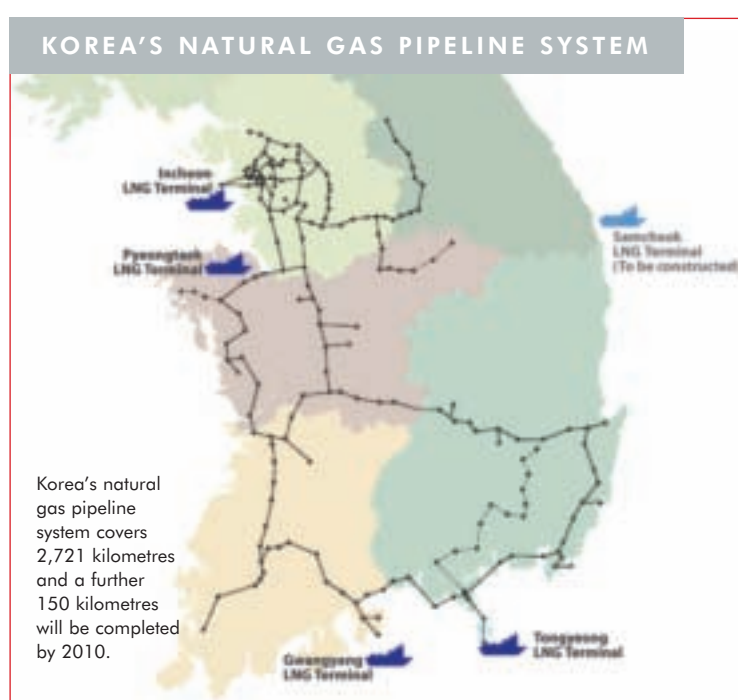 KOREA'S NATURAL GAS PIPELINE SYSTEM
Incheon
LNG Terminal
Pyeongtaek
LNG Terminal
Samcheok
LNG Terminal
(To be constructed)
Korea's natural
gas pipeline
system covers
2,721 kilometres
and a further
150 kilometres
will be completed
by 2010.
Gwangyang
LNG Terminal
Tongyeong
LNG Terminal